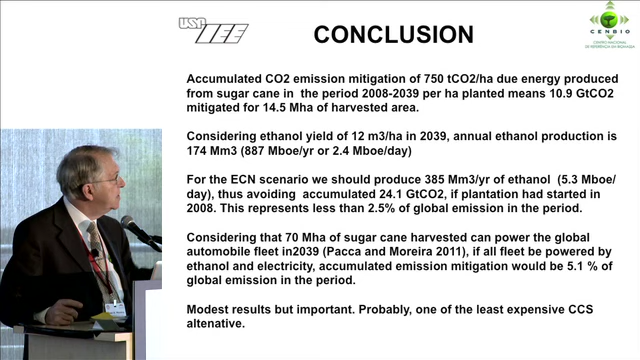 USP IEE
CONCLUSION
CENBIO
CENTRO NACIONAL
DE REFERÊNCIA EM BIOMASSA
Accumulated CO2 emission mitigation of 750 tCO2/ha due energy produced
from sugar cane in the period 2008-2039 per ha planted means 10.9 GtCO2
mitigated for 14.5 Mha of harvested area.
Considering ethanol yield of 12 m3/ha in 2039, annual ethanol production is
174 Mm3 (887 Mboe/yr or 2.4 Mboe/day)
For the ECN scenario we should produce 385 Mm3/yr of ethanol (5.3 Mboe/
day), thus avoiding accumulated 24.1 GtCO2, if plantation had started in
2008. This represents less than 2.5% of global emission in the period.
Considering that 70 Mha of sugar cane harvested can power the global
automobile fleet in2039 (Pacca and Moreira 2011), if all fleet be powered by
ethanol and electricity, accumulated emission mitigation would be 5.1 % of
global emission in the period.
Modest results but important. Probably, one of the least expensive CCS
altenative.